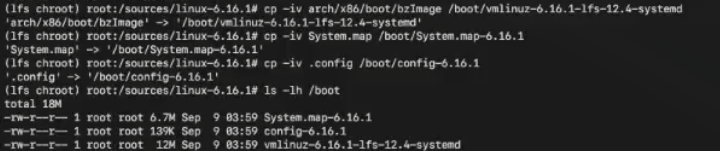 (lfs chroot) root:/sources/linux-6.16.1# cp -iv arch/x86/boot/bzImage /boot/vmlinuz-6.16.1-lfs-12.4-systemd
'arch/x86/boot/bzImage' -> '/boot/vmlinuz-6.16.1-lfs-12.4-systemd'
(lfs chroot) root:/sources/linux-6.16.1# cp -iv System.map /boot/System.map-6.16.1
'System.map' -> '/boot/System.map-6.16.1'
(lfs chroot) root:/sources/linux-6.16.1# cp -iv .config /boot/config-6.16.1
'.config' -> '/boot/config-6.16.1'
(lfs chroot) root:/sources/linux-6.16.1# ls -lh /boot
total 18M
-rw-r--r-- 1 root root 6.7M Sep  9 03:59 System.map-6.16.1
-rw-r--r-- 1 root root 139K Sep  9 03:59 config-6.16.1
-rw-r--r-- 1 root root  12M Sep  9 03:59 vmlinuz-6.16.1-lfs-12.4-systemd